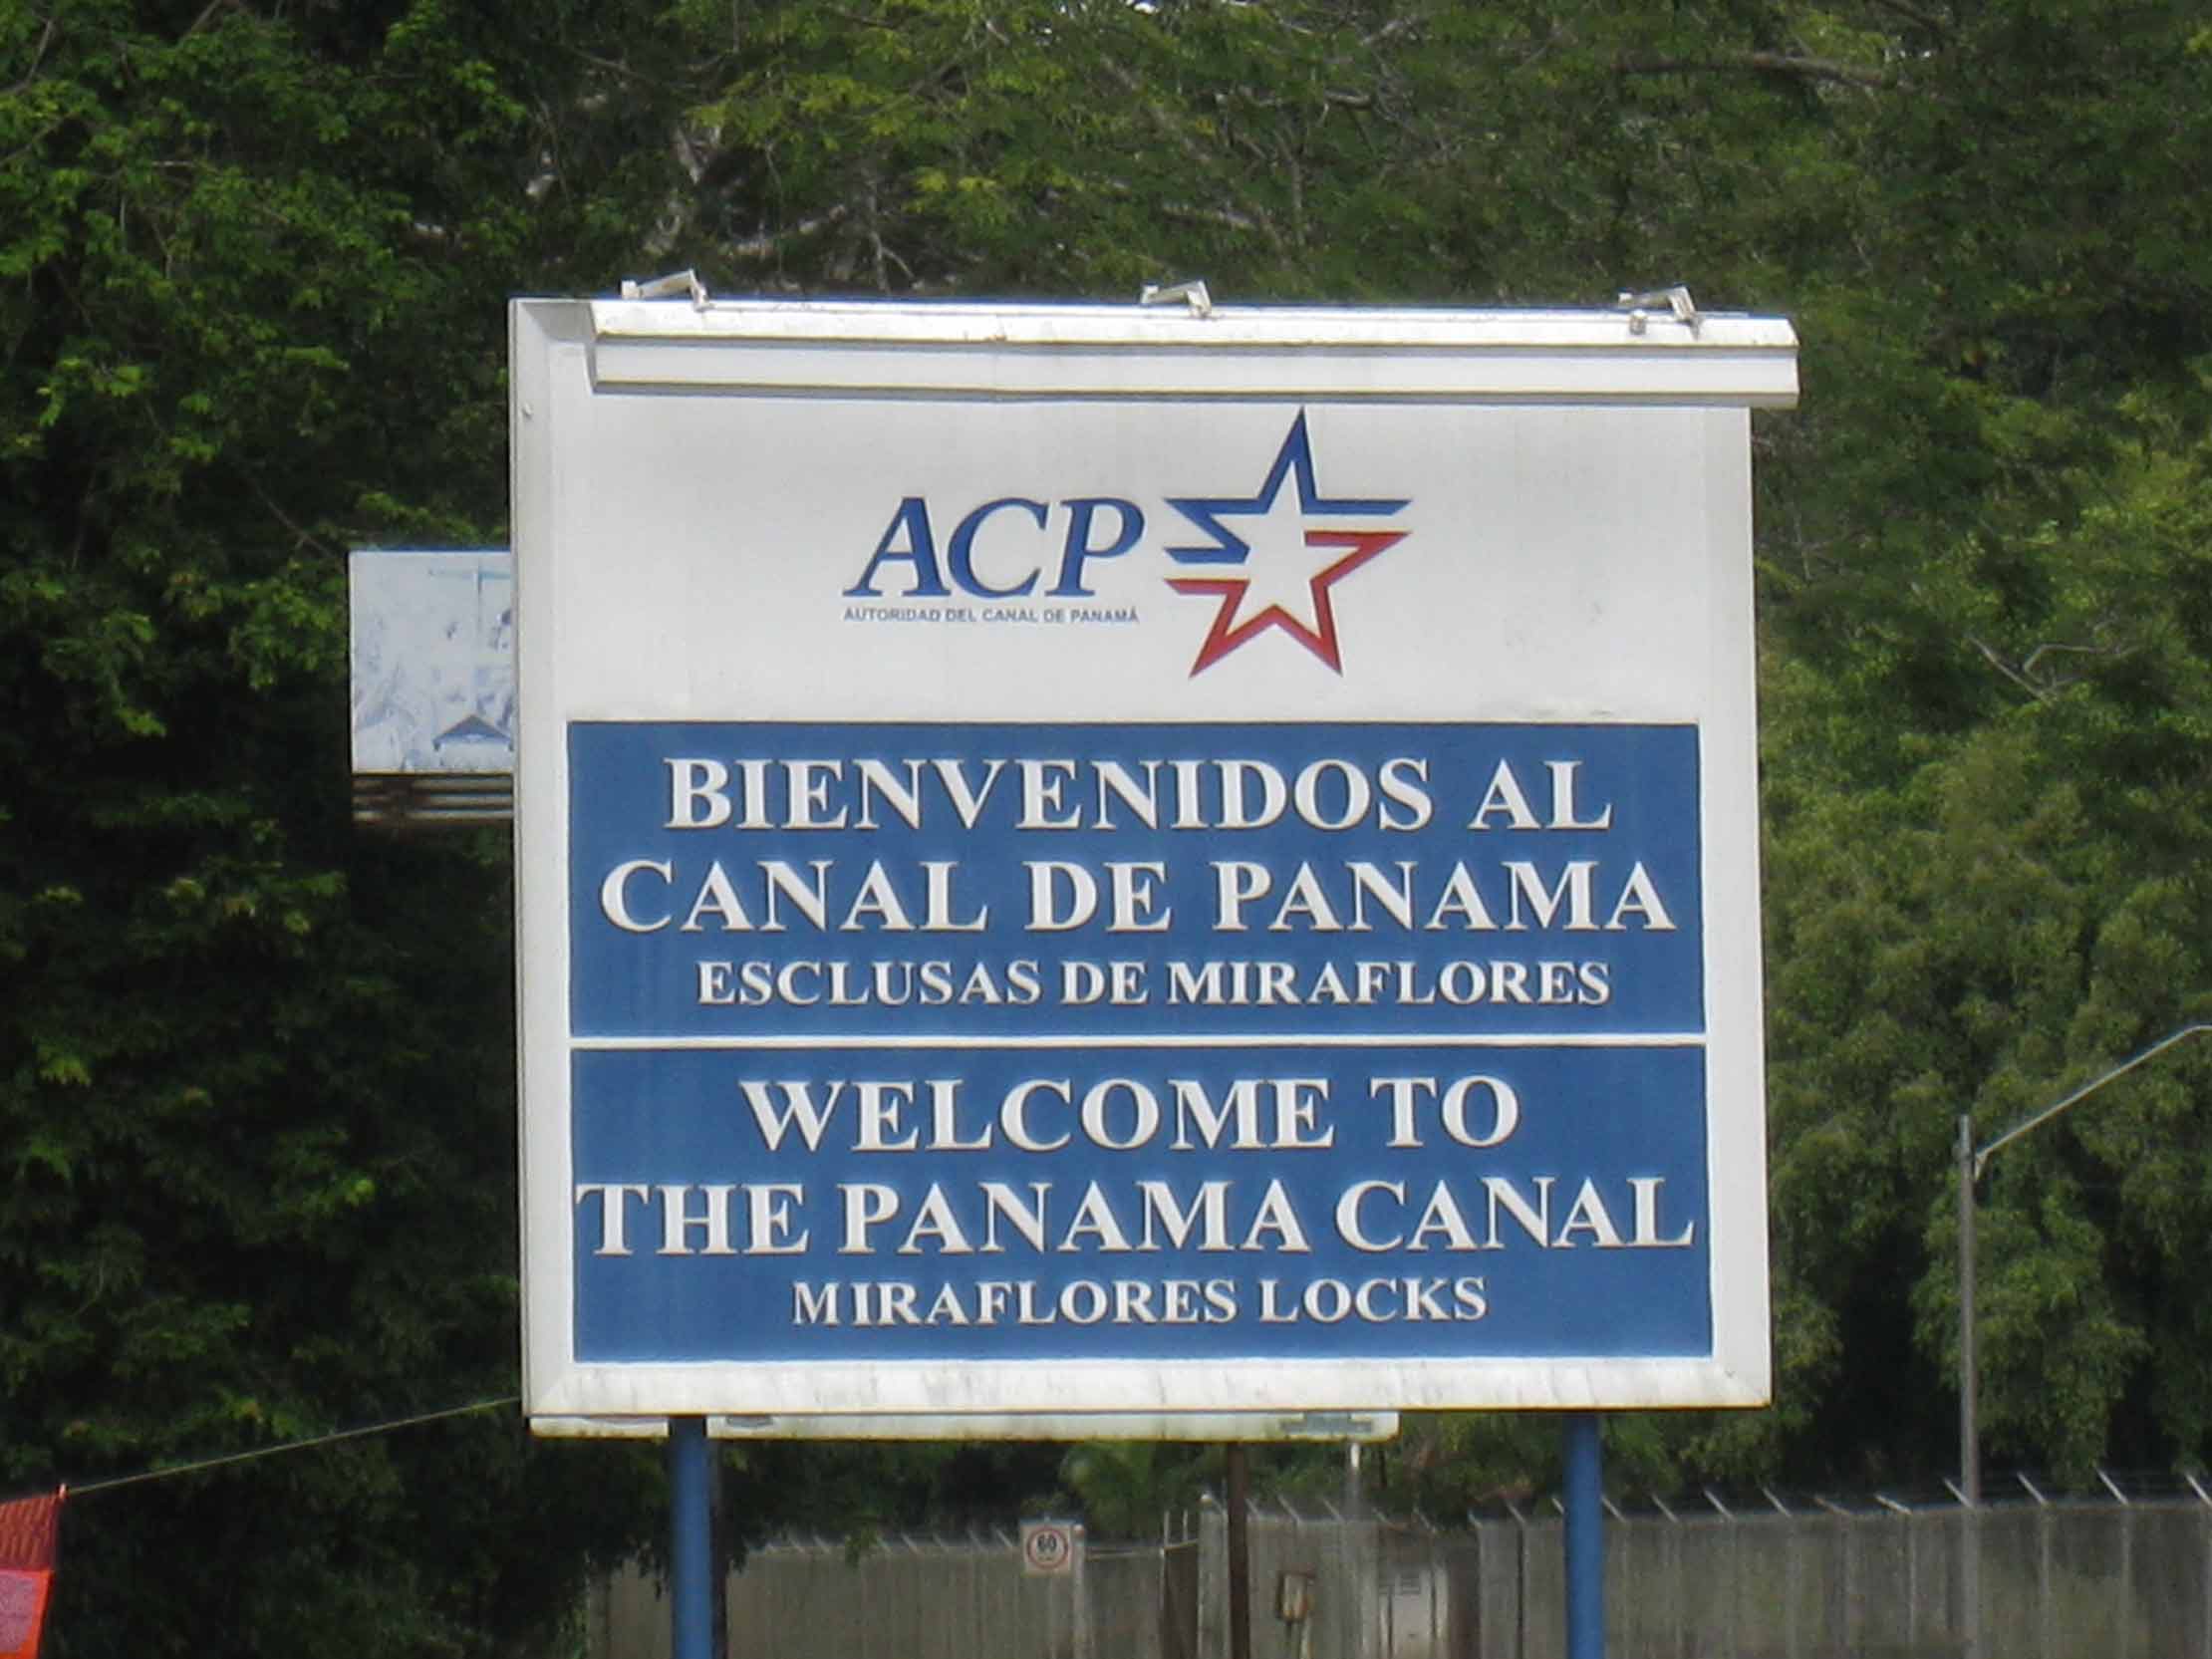 ACP
AUTORIDAD DEL CANAL DE PANAMÁ
BIENVENIDOS AL
CANAL DE PANAMA
ESCLUSAS DE MIRAFLORES
WELCOME TO
THE PANAMA CANAL
MIRAFLORES LOCKS
60